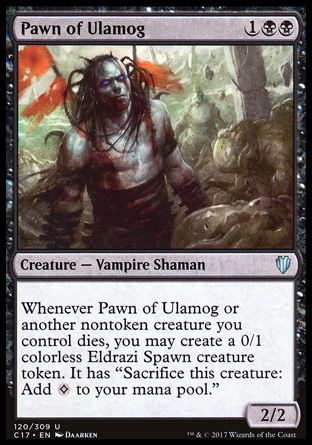 Pawn of Ulamog 1
Creature — Vampire Shaman
Whenever Pawn of Ulamog or
another nontoken creature you
control dies, you may create a 0/1
colorless Eldrazi Spawn creature
token. It has “Sacrifice this creature:
Add to your mana pool.”
2/2
120/309 U
C17 • EN DAARKEN
™ & © 2017 Wizards of the Coast